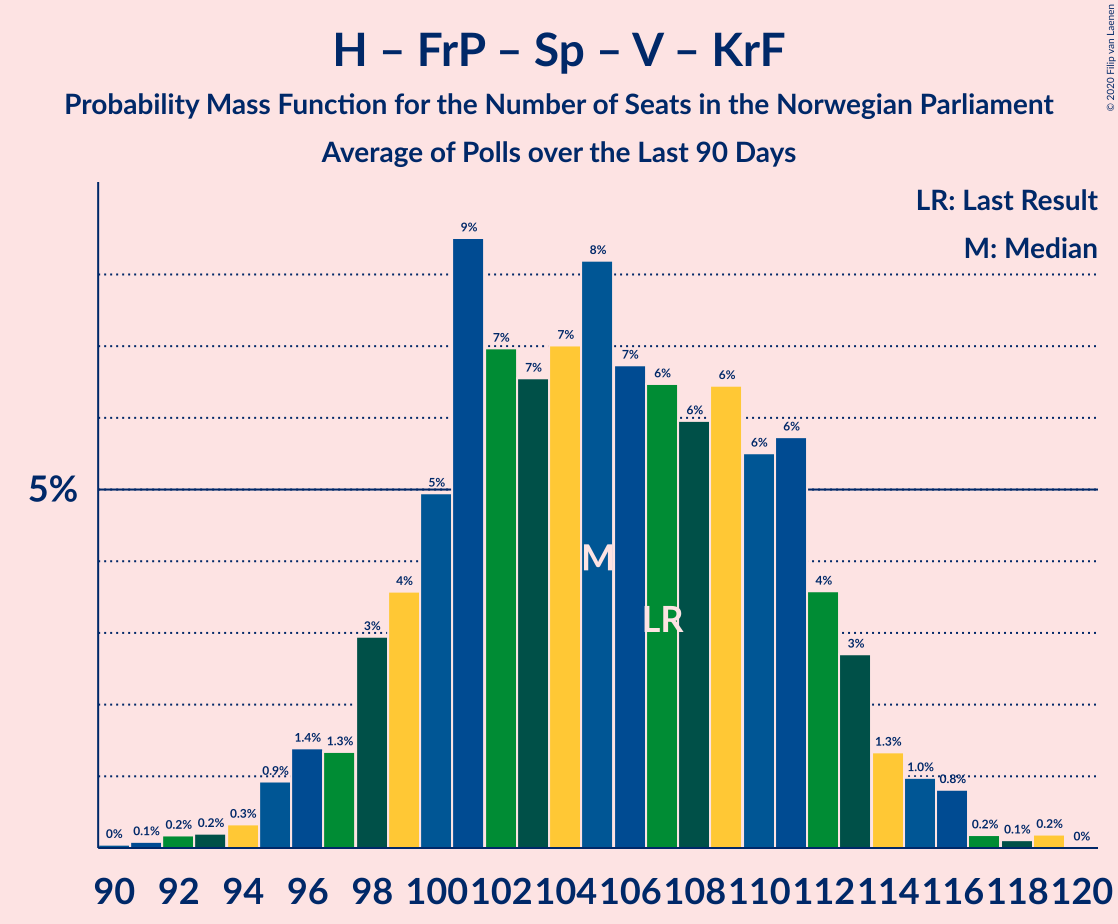 H – FrP – Sp – V – KrF
Probability Mass Function for the Number of Seats in the Norwegian Parliament
Average of Polls over the Last 90 Days
© 2020 Filip van Laenen
LR: Last Result
M: Median
5%
0% 0.1% 0.2% 0.2% 0.3% 0.9% 1.4% 1.3% 3% 4% 5% 9% 7% 7% 7% 8% 7% 6% 6% 6% 6% 6% 4% 3% 1.3% 1.0% 0.8% 0.2% 0.1% 0.2% 0%
M
LR
90 92 94 96 98 100 102 104 106 108 110 112 114 116 118 120